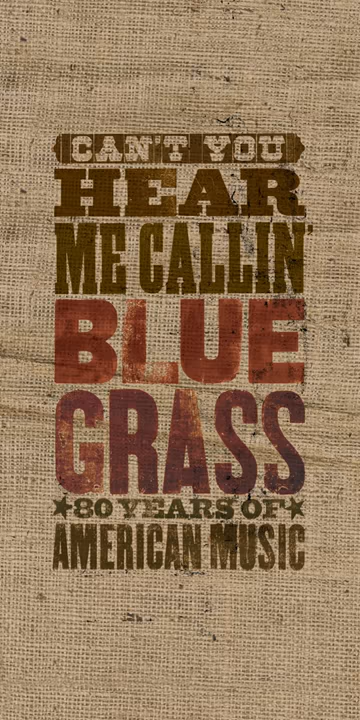 CAN'T YOU
HEAR
ME CALLIN'
BLUE
GRASS
★80 YEARS OF★
AMERICAN MUSIC